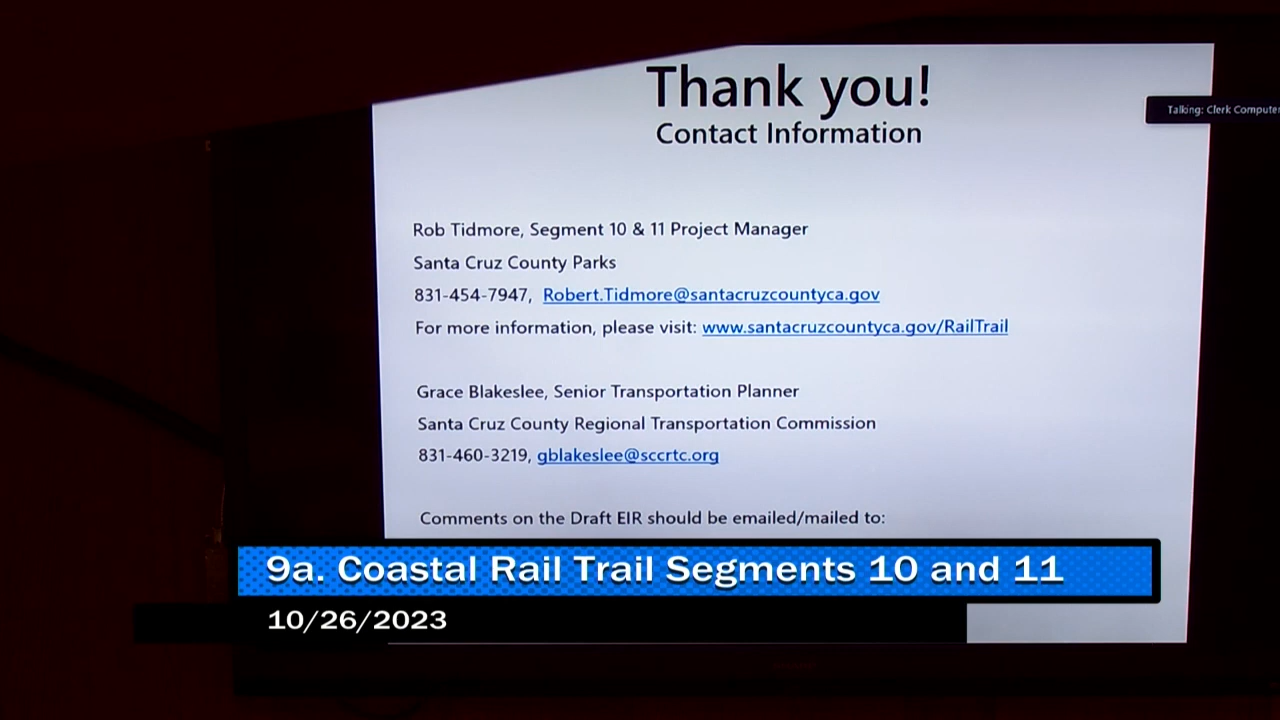 Thank you!
Contact Information
Talking: Clerk Computer
Rob Tidmore, Segment 10 & 11 Project Manager
Santa Cruz County Parks
831-454-7947, Robert.Tidmore@santacruzcountyca.gov
For more information, please visit: www.santacruzcountyca.gov/RailTrail
Grace Blakeslee, Senior Transportation Planner
Santa Cruz County Regional Transportation Commission
831-460-3219, gblakeslee@sccrtc.org
Comments on the Draft EIR should be emailed/mailed to:
9a. Coastal Rail Trail Segments 10 and 11
10/26/2023